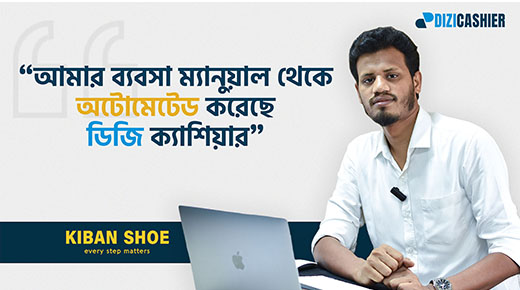 DIZICASHIER
“আমার ব্যবসা ম্যানুয়াল থেকে
অটোমেটেড করেছে
ডিজি ক্যাশিয়ার”
KIBAN SHOE
every step matters